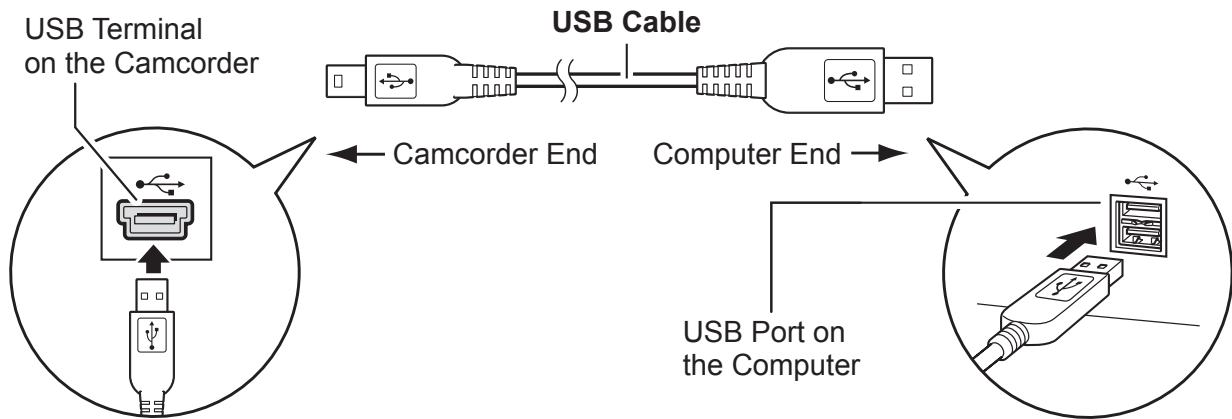 USB Terminal
on the Camcorder
USB Cable
Camcorder End
Computer End
USB Port on
the Computer